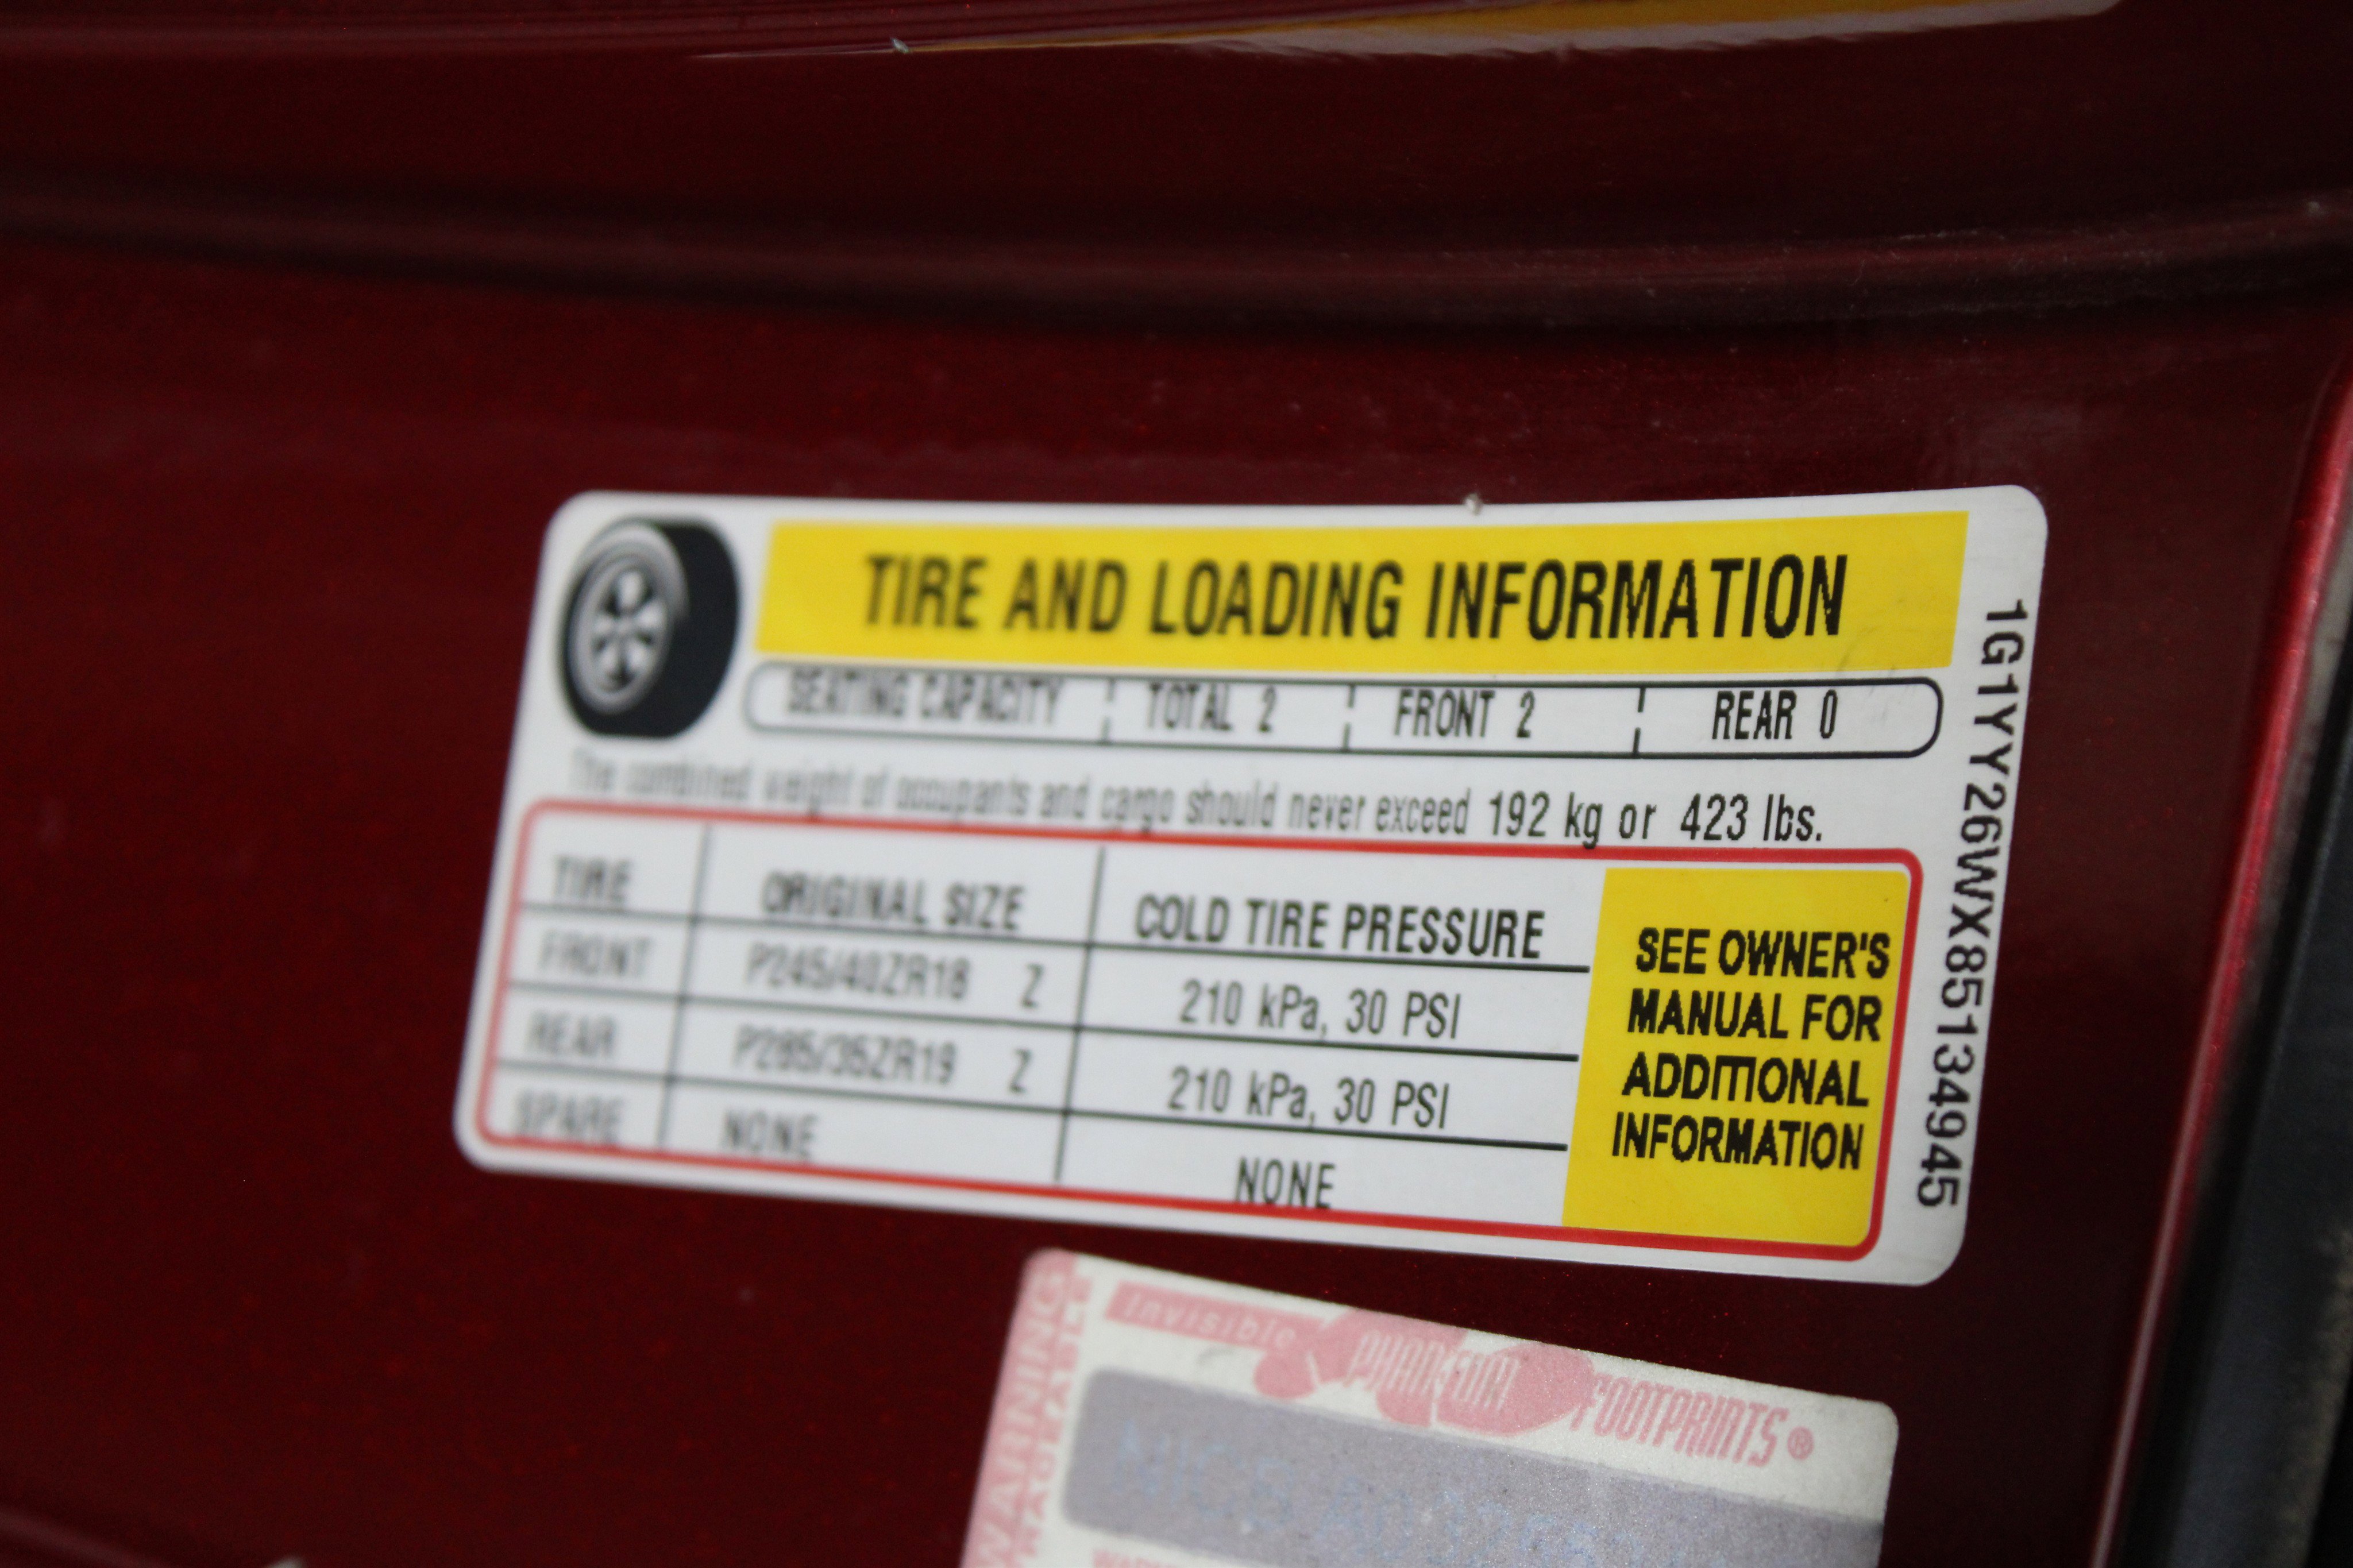 TIRE AND LOADING INFORMATION
SEATING CAPACITY TOTAL 2 FRONT 2 REAR 0
The combined weight of occupants and cargo should never exceed 192 kg or 423 lbs.
TIRE ORIGINAL SIZE COLD TIRE PRESSURE
FRONT P245/40ZR18 Z 210 kPa, 30 PSI
REAR P285/35ZR19 Z 210 kPa, 30 PSI
SPARE NONE NONE
SEE OWNER'S
MANUAL FOR
ADDITIONAL
INFORMATION
1G1YY26WX85134945
Invisible PHANTOM FOOTPRINTS®
WARNING
TRACEABLE